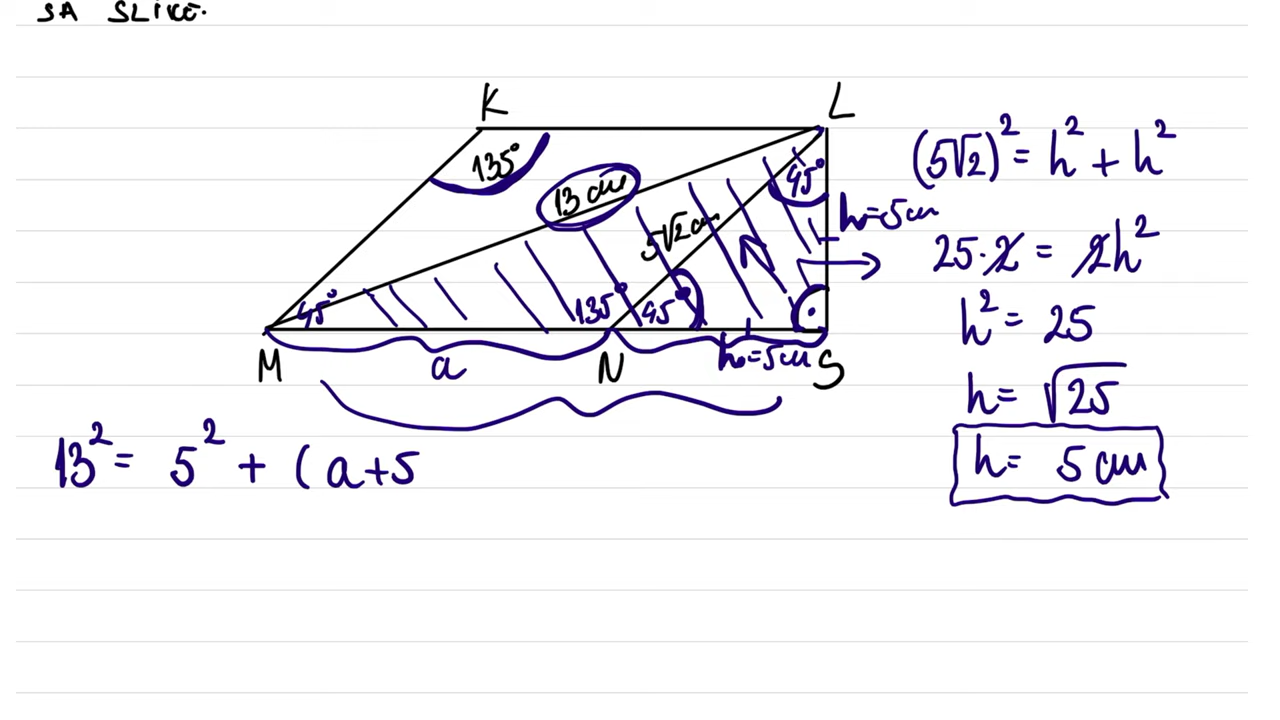 SA SLIKE.
K
L
135°
13 cm
45°
5√2 cm
h=5cm
45°
135°
45°
M
a
N
h=5cm
S
(5√2)² = h² + h²
25·2 = 2h²
h² = 25
h = √25
h = 5 cm
13² = 5² + (a+5